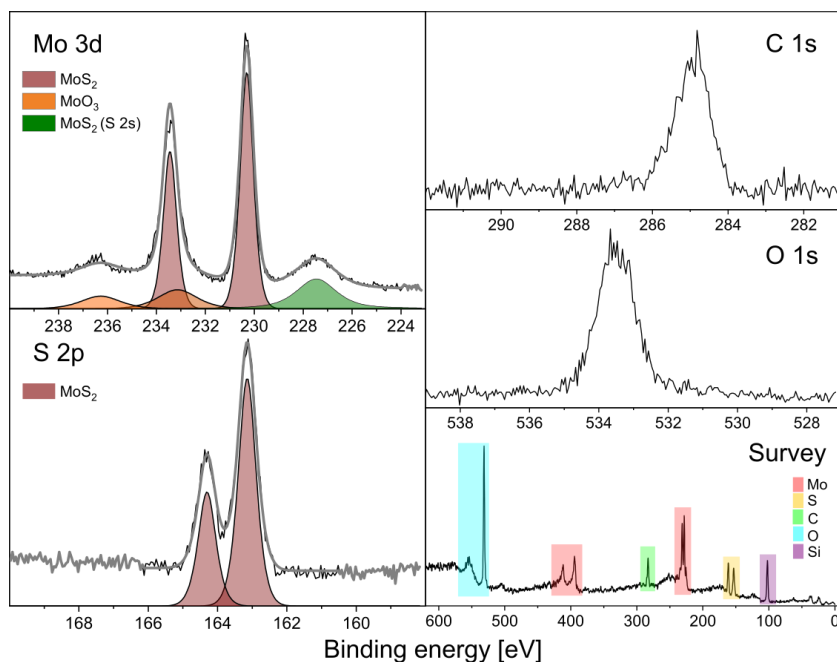 Mo 3d
MoS₂
MoO₃
MoS₂ (S 2s)
238 236 234 232 230 228 226 224
S 2p
MoS₂
166 164 162 160
C 1s
290 288 286 284 282
O 1s
538 536 534 532 530 528
Survey
Mo
S
C
O
Si
600 500 400 300 200 100 0
Binding energy [eV]